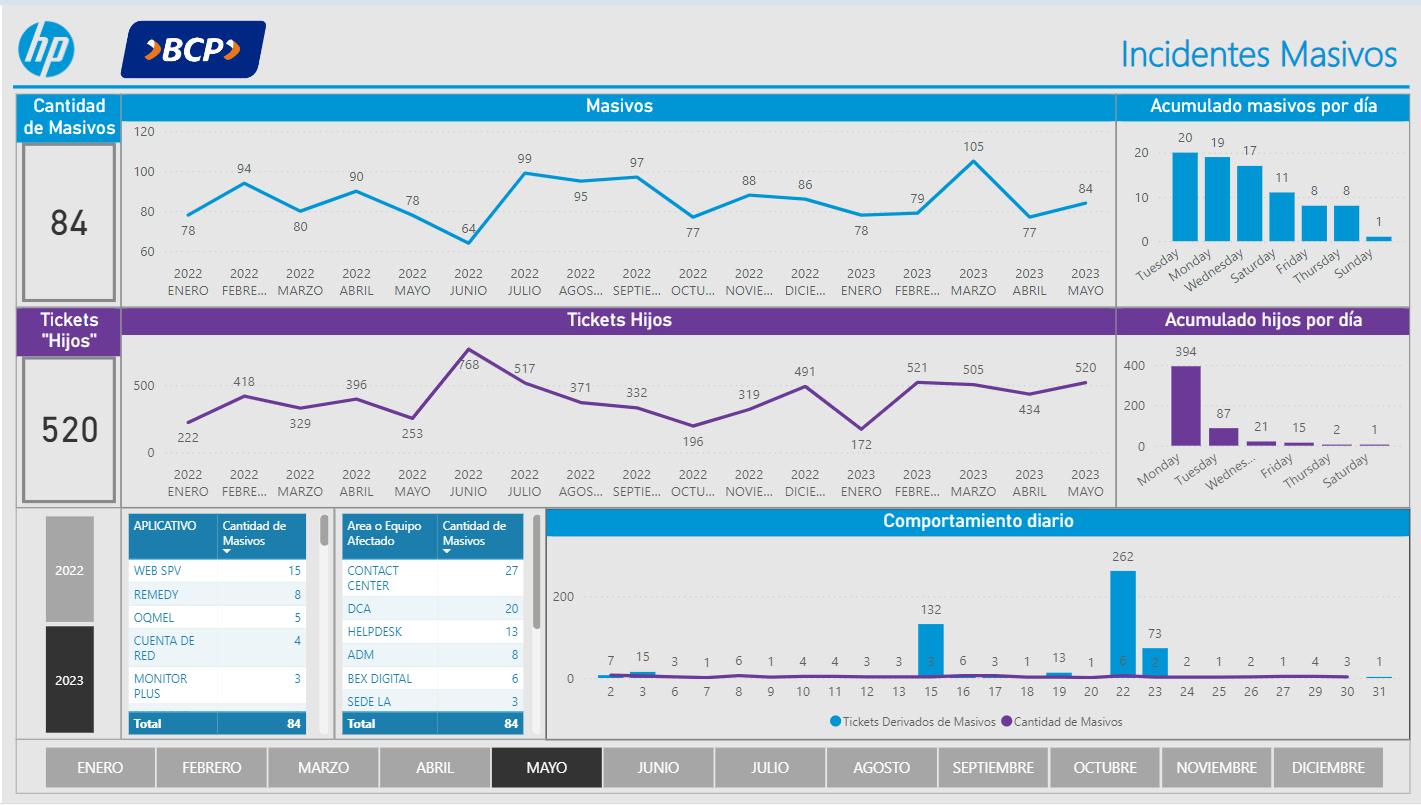 hp
BCP
Incidentes Masivos
Cantidad
de Masivos
84
Masivos
120
100
80
60
78
94
80
90
78
64
99
95
97
77
88
86
78
79
105
77
84
2022 2022 2022 2022 2022 2022 2022 2022 2022 2022 2022 2022 2023 2023 2023 2023 2023
ENERO FEBRE... MARZO ABRIL MAYO JUNIO JULIO AGOS... SEPTIE... OCTU... NOVIE... DICIE... ENERO FEBRE... MARZO ABRIL MAYO
Acumulado masivos por día
20
10
0
20 19 17 11 8 8 1
Tuesday Monday Wednesday Saturday Friday Thursday Sunday
Tickets
"Hijos"
520
Tickets Hijos
500
0
222
418
329
396
253
768
517
371
332
196
319
491
172
521
505
434
520
2022 2022 2022 2022 2022 2022 2022 2022 2022 2022 2022 2022 2023 2023 2023 2023 2023
ENERO FEBRE... MARZO ABRIL MAYO JUNIO JULIO AGOS... SEPTIE... OCTU... NOVIE... DICIE... ENERO FEBRE... MARZO ABRIL MAYO
Acumulado hijos por día
400
200
0
394 87 21 15 2 1
Monday Tuesday Wednes... Friday Thursday Saturday
2022
2023
APLICATIVO Cantidad de
Masivos
WEB SPV 15
REMEDY 8
OQMEL 5
CUENTA DE 4
RED
MONITOR 3
PLUS
Total 84
Area o Equipo Cantidad de
Afectado Masivos
CONTACT 27
CENTER
DCA 20
HELPDESK 13
ADM 8
BEX DIGITAL 6
SEDE LA 3
Total 84
Comportamiento diario
200
0
7 15 3 1 6 1 4 4 3 3 132 6 3 1 13 1 262 73 2 1 2 1 4 3 1
3 6 2
2 3 6 7 8 9 10 11 12 13 15 16 17 18 19 20 22 23 24 25 26 27 29 30 31
Tickets Derivados de Masivos Cantidad de Masivos
ENERO FEBRERO MARZO ABRIL MAYO JUNIO JULIO AGOSTO SEPTIEMBRE OCTUBRE NOVIEMBRE DICIEMBRE